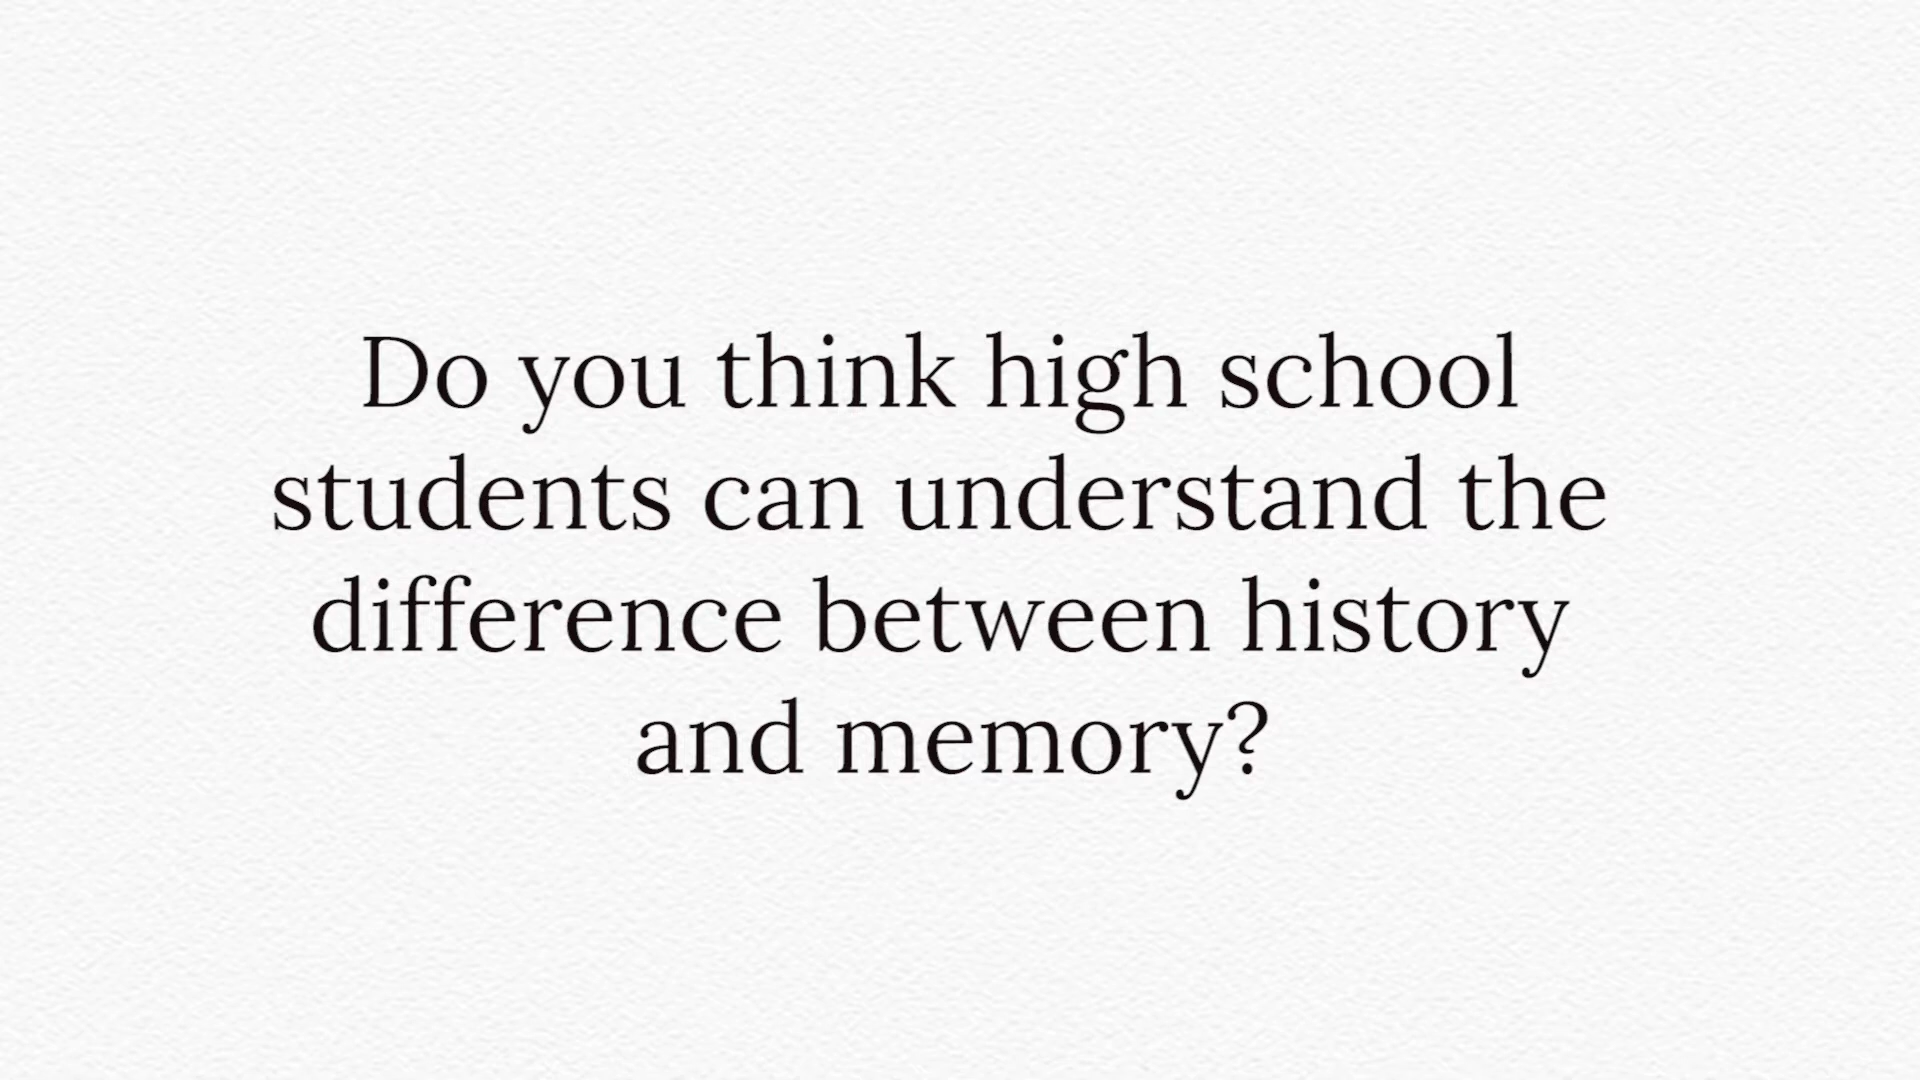 Do you think high school
students can understand the
difference between history
and memory?